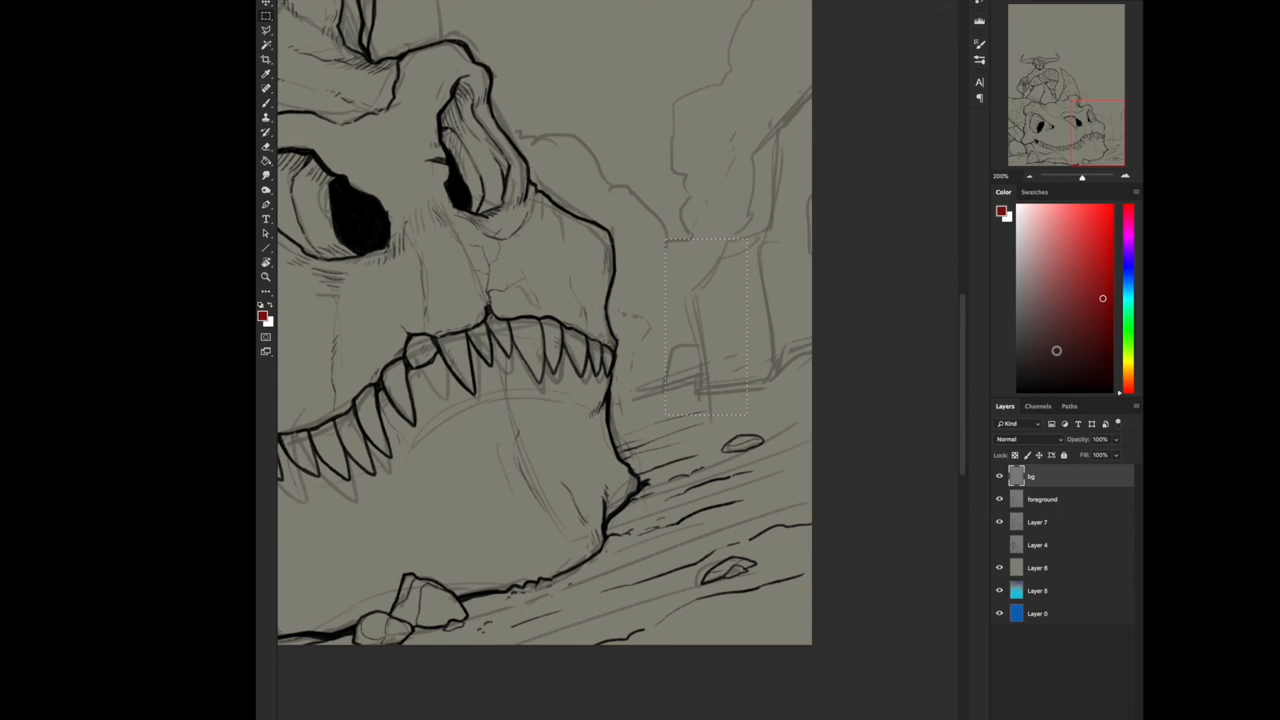 200%
Color
Swatches
Layers
Channels
Paths
Kind
Normal
Opacity: 100%
Lock:
Fill: 100%
bg
foreground
Layer 7
Layer 4
Layer 6
Layer 5
Layer 0